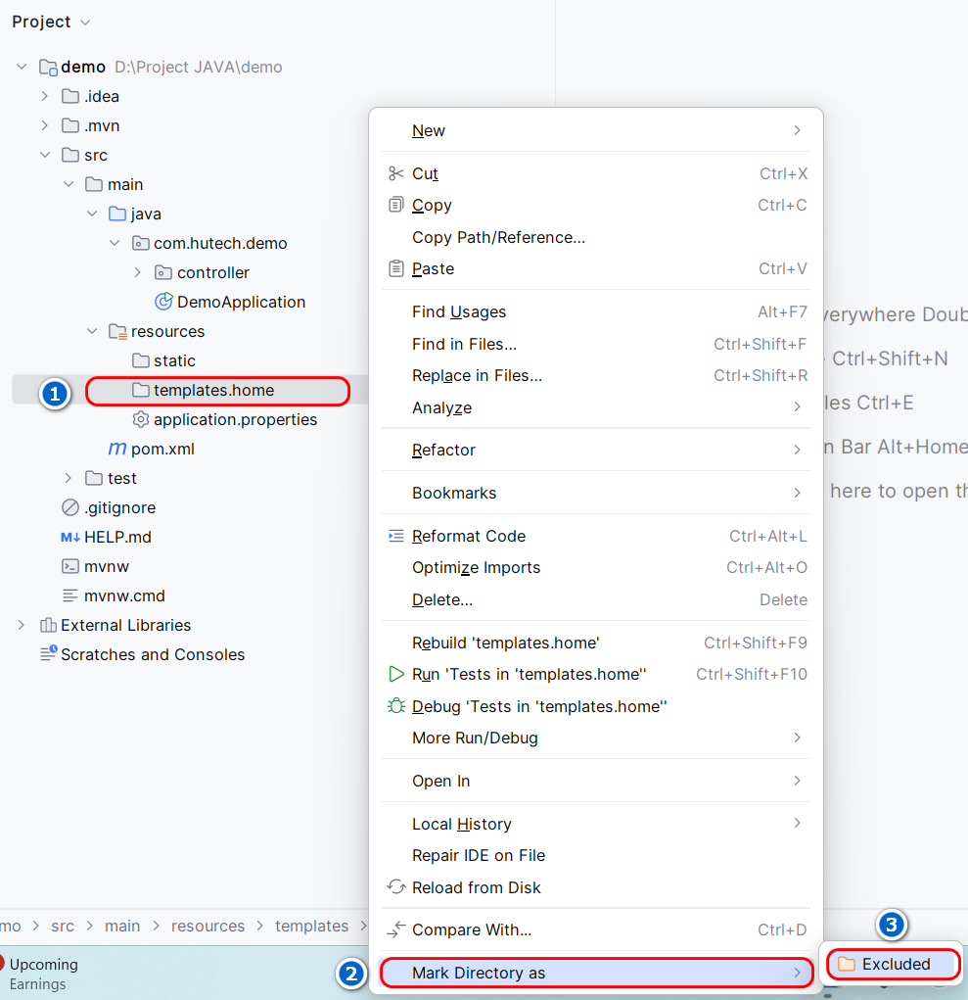 Project
demo D:\Project JAVA\demo
.idea
.mvn
src
main
java
com.hutech.demo
controller
DemoApplication
resources
static
1
templates.home
application.properties
pom.xml
test
.gitignore
HELP.md
mvnw
mvnw.cmd
External Libraries
Scratches and Consoles
New
Cut Ctrl+X
Copy Ctrl+C
Copy Path/Reference...
Paste Ctrl+V
Find Usages Alt+F7
Find in Files... Ctrl+Shift+F
Replace in Files... Ctrl+Shift+R
Analyze
Refactor
Bookmarks
Reformat Code Ctrl+Alt+L
Optimize Imports Ctrl+Alt+O
Delete... Delete
Rebuild 'templates.home' Ctrl+Shift+F9
Run 'Tests in 'templates.home'' Ctrl+Shift+F10
Debug 'Tests in 'templates.home''
More Run/Debug
Open In
Local History
Repair IDE on File
Reload from Disk
Compare With... Ctrl+D
2
Mark Directory as
3
Excluded
verywhere Doub
Ctrl+Shift+N
les Ctrl+E
n Bar Alt+Home
here to open th
mo > src > main > resources > templates >
Upcoming
Earnings